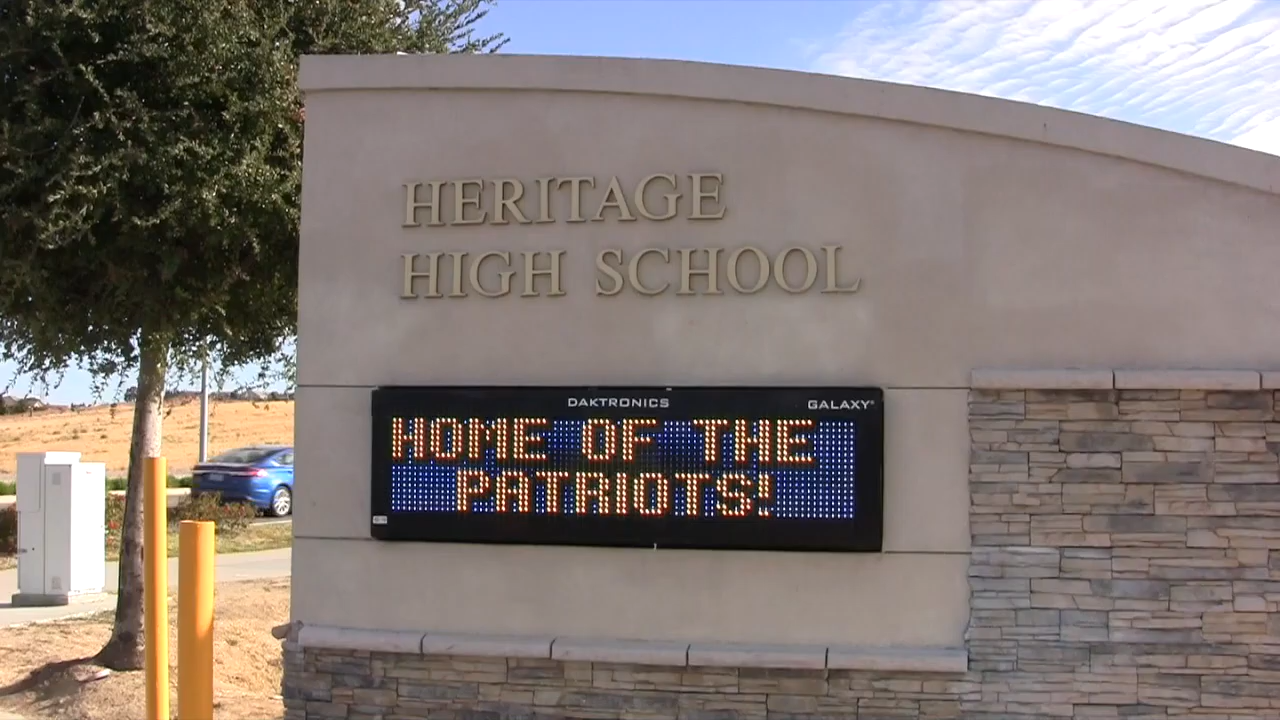 HERITAGE
HIGH SCHOOL
DAKTRONICS GALAXY®
HOME OF THE
PATRIOTS!